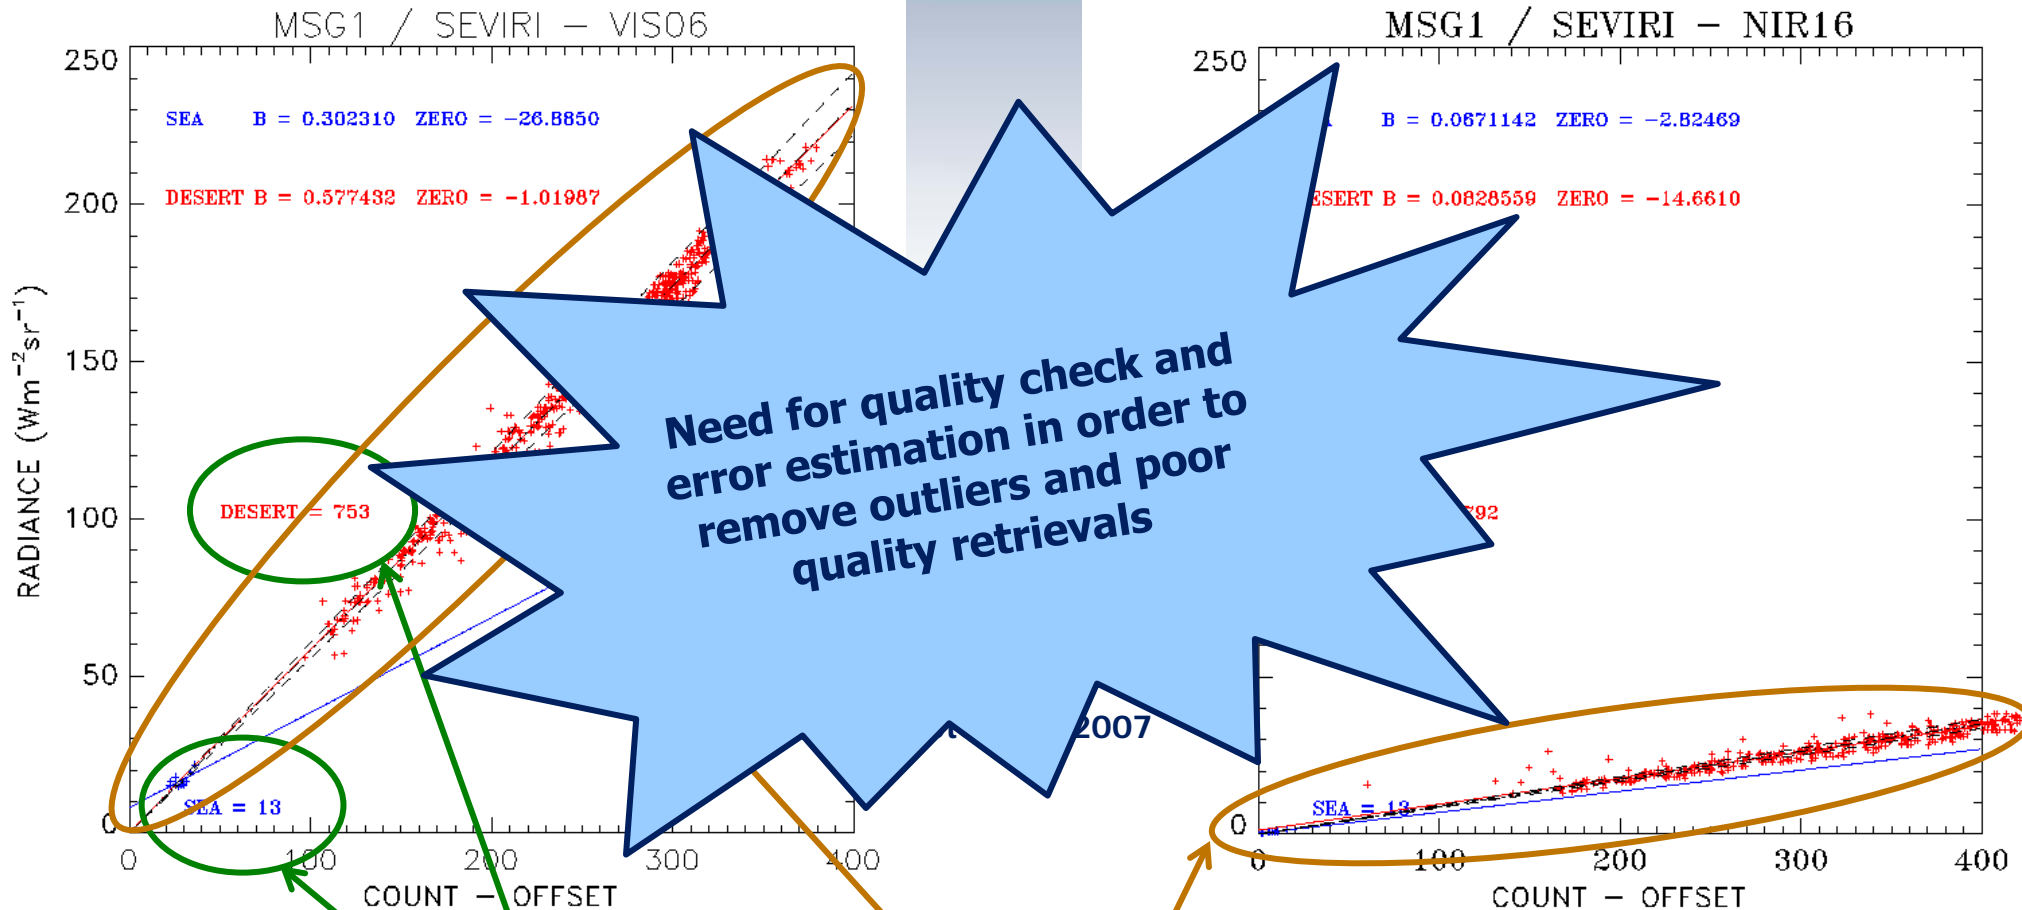 MSG1 / SEVIRI – VIS06
250
SEA B = 0.302310 ZERO = −26.8850
DESERT B = 0.577432 ZERO = −1.01987
200
150
100
50
0
RADIANCE (Wm⁻²sr⁻¹)
DESERT = 753
SEA = 13
0 100 200 300 400
COUNT – OFFSET
Need for quality check and
error estimation in order to
remove outliers and poor
quality retrievals
2007
MSG1 / SEVIRI – NIR16
250
B = 0.0671142 ZERO = −2.82469
ESERT B = 0.0828559 ZERO = −14.6610
792
SEA = 13
0
0 100 200 300 400
COUNT – OFFSET